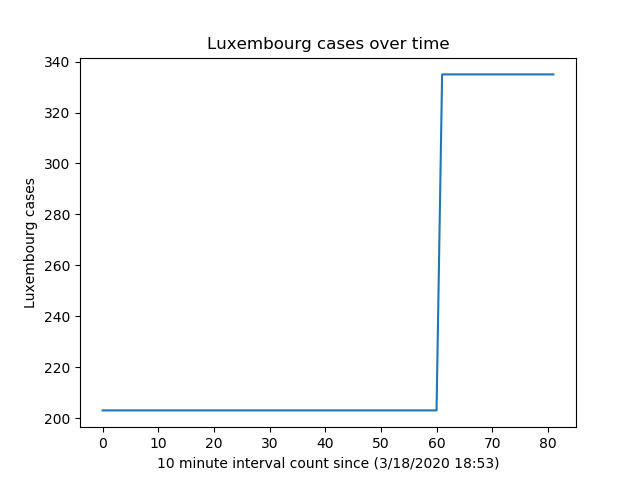 Luxembourg cases over time
340
320
300
280
260
240
220
200
Luxembourg cases
0 10 20 30 40 50 60 70 80
10 minute interval count since (3/18/2020 18:53)